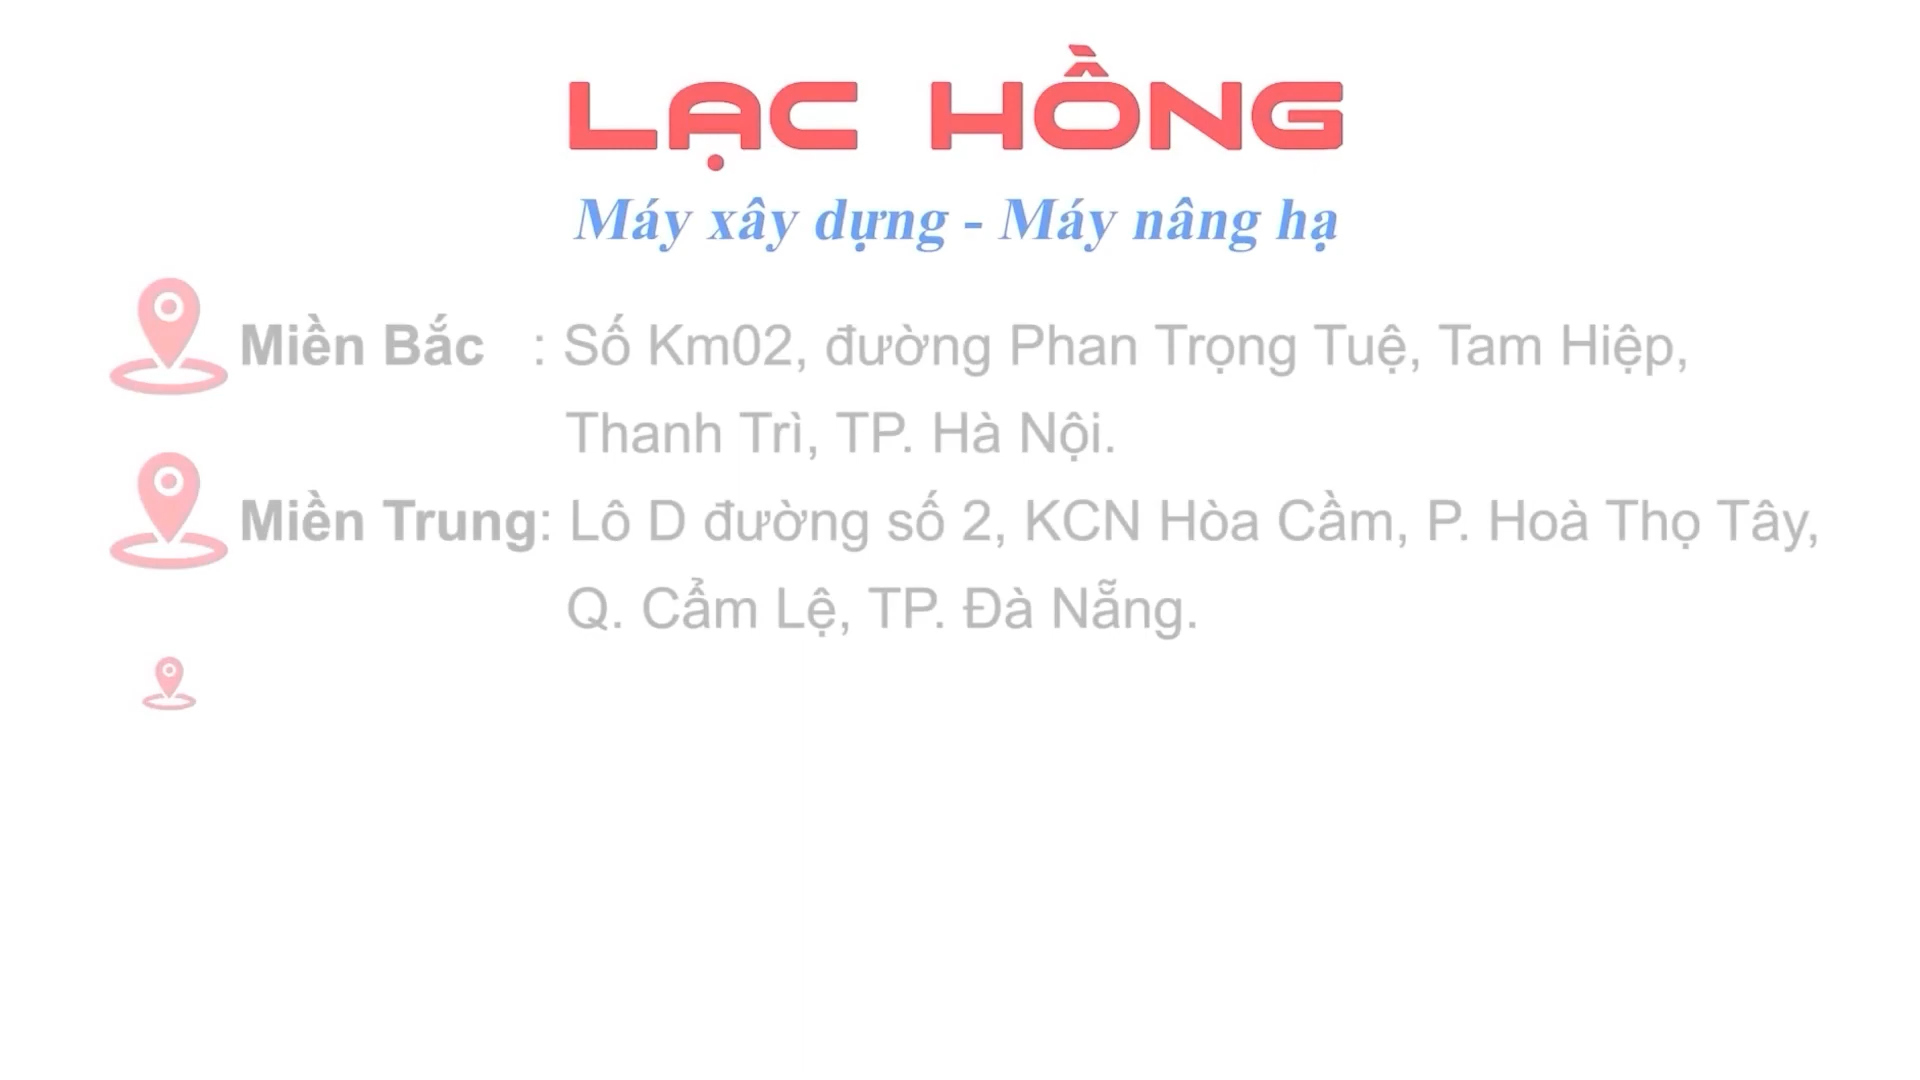 LẠC HỒNG
Máy xây dựng - Máy nâng hạ
Miền Bắc : Số Km02, đường Phan Trọng Tuệ, Tam Hiệp,
Thanh Trì, TP. Hà Nội.
Miền Trung: Lô D đường số 2, KCN Hòa Cầm, P. Hoà Thọ Tây,
Q. Cẩm Lệ, TP. Đà Nẵng.